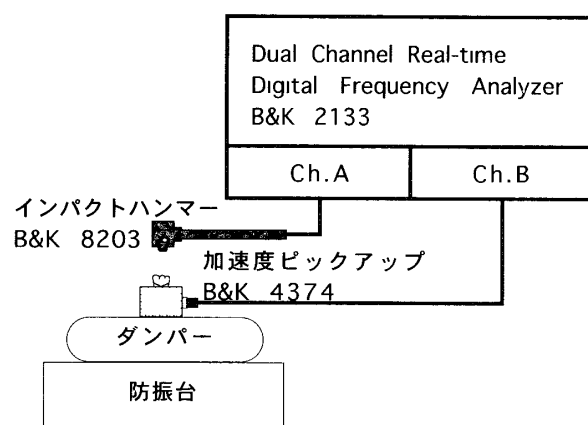 Dual Channel Real-time
Digital Frequency Analyzer
B&K 2133
Ch.A
Ch.B
インパクトハンマー
B&K 8203
加速度ピックアップ
B&K 4374
ダンパー
防振台